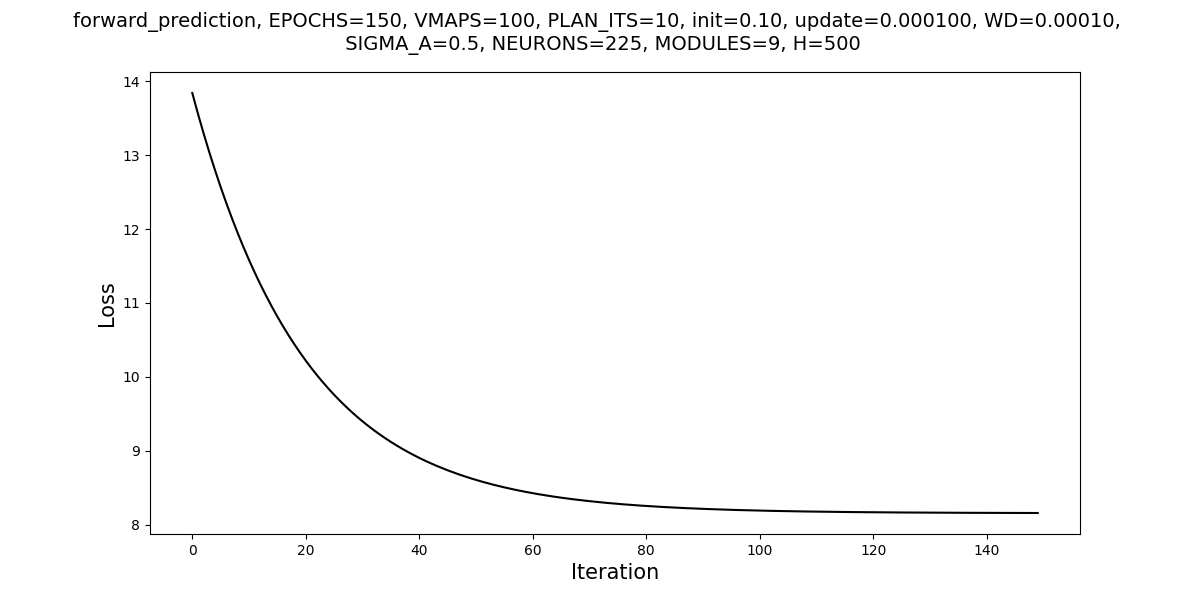 forward_prediction, EPOCHS=150, VMAPS=100, PLAN_ITS=10, init=0.10, update=0.000100, WD=0.00010,
SIGMA_A=0.5, NEURONS=225, MODULES=9, H=500
14
13
12
11
10
9
8
Loss
0 20 40 60 80 100 120 140
Iteration